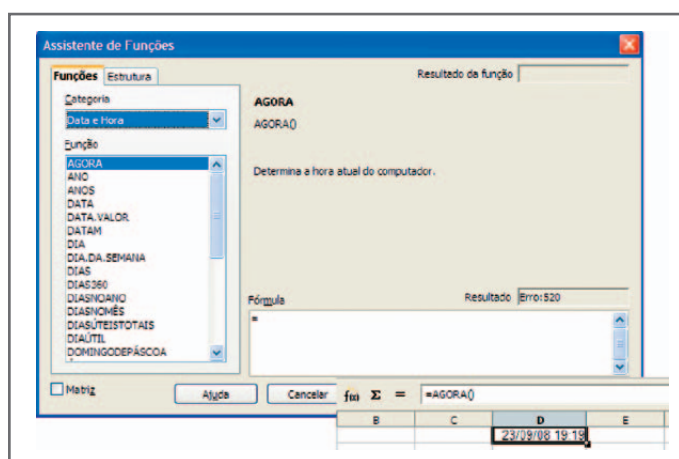 Assistente de Funções
Funções Estrutura
Resultado da função
Categoria
Data e Hora
Função
AGORA
ANO
ANOS
DATA
DATA.VALOR
DATAM
DIA
DIA.DA.SEMANA
DIAS
DIAS360
DIASNOANO
DIASNOMÊS
DIASÚTEISTOTAIS
DIAÚTIL
DOMINGODEPÁSCOA
AGORA
AGORA()
Determina a hora atual do computador.
Fórmula
Resultado Erro:520
=
Matriz
Ajuda
Cancelar
f(x) Σ = =AGORA()
B C D E
23/09/08 19:19